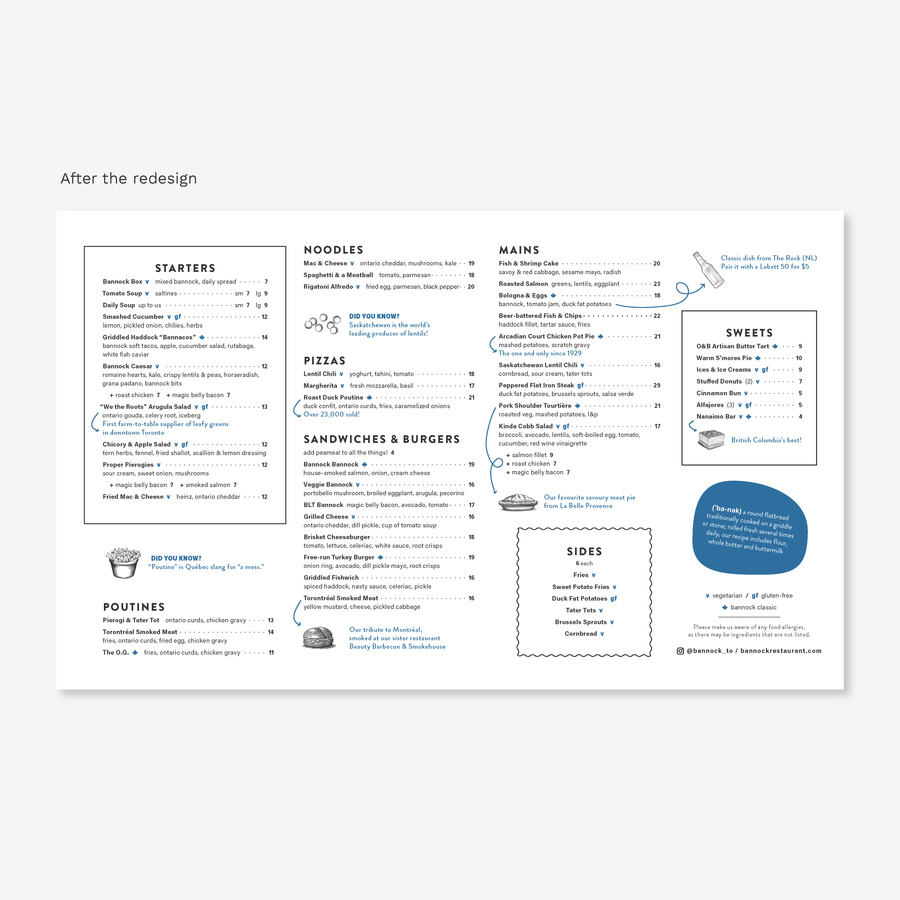 After the redesign
STARTERS
Bannock Box v mixed bannock, daily spread 7
Tomato Soup v saltines sm 7 lg 9
Daily Soup up to us sm 7 lg 9
Smashed Cucumber v gf 12
lemon, pickled onion, chilies, herbs
Griddled Haddock "Bannacos" 14
bannock soft tacos, apple, cucumber salad, rutabaga,
white fish caviar
Bannock Caesar v 12
romaine hearts, kale, crispy lentils & peas, horseradish,
grana padano, bannock bits
+ roast chicken 7 + magic belly bacon 7
"We the Roots" Arugula Salad v gf 13
ontario gouda, celery root, iceberg
First farm-to-table supplier of leafy greens
in downtown Toronto
Chicory & Apple Salad v gf 12
torn herbs, fennel, fried shallot, scallion & lemon dressing
Proper Pierogies v 12
sour cream, sweet onion, mushrooms
+ magic belly bacon 7 + smoked salmon 7
Fried Mac & Cheese v heinz, ontario cheddar 12
DID YOU KNOW?
"Poutine" is Québec slang for "a mess."
POUTINES
Pierogi & Tater Tot ontario curds, chicken gravy 13
Torontréal Smoked Meat 14
fries, ontario curds, fried egg, chicken gravy
The O.G. fries, ontario curds, chicken gravy 11
NOODLES
Mac & Cheese v ontario cheddar, mushrooms, kale 19
Spaghetti & a Meatball tomato, parmesan 18
Rigatoni Alfredo v fried egg, parmesan, black pepper 20
DID YOU KNOW?
Saskatchewan is the world's
leading producer of lentils!
PIZZAS
Lentil Chili v yoghurt, tahini, tomato 18
Margherita v fresh mozzarella, basil 17
Roast Duck Poutine 21
duck confit, ontario curds, fries, caramelized onions
Over 23,000 sold!
SANDWICHES & BURGERS
add peameal to all the things! 4
Bannock Bannock 19
house-smoked salmon, onion, cream cheese
Veggie Bannock v 16
portobello mushroom, broiled eggplant, arugula, pecorino
BLT Bannock magic belly bacon, avocado, tomato 17
Grilled Cheese v 16
ontario cheddar, dill pickle, cup of tomato soup
Brisket Cheeseburger 18
tomato, lettuce, celeriac, white sauce, root crisps
Free-run Turkey Burger 19
onion ring, avocado, dill pickle mayo, root crisps
Griddled Fishwich 16
spiced haddock, nasty sauce, celeriac, pickle
Torontréal Smoked Meat 16
yellow mustard, cheese, pickled cabbage
Our tribute to Montréal,
smoked at our sister restaurant
Beauty Barbecue & Smokehouse
MAINS
Fish & Shrimp Cake 20
savoy & red cabbage, sesame mayo, radish
Roasted Salmon greens, lentils, eggplant 23
Bologna & Eggs 18
bannock, tomato jam, duck fat potatoes
Beer-battered Fish & Chips 22
haddock fillet, tartar sauce, fries
Arcadian Court Chicken Pot Pie 21
mashed potatoes, scratch gravy
The one and only since 1929
Saskatchewan Lentil Chili v 16
cornbread, sour cream, tater tots
Peppered Flat Iron Steak gf 29
duck fat potatoes, brussels sprouts, salsa verde
Pork Shoulder Tourtière 21
roasted veg, mashed potatoes, l&p
Kinda Cobb Salad gf 17
broccoli, avocado, lentils, soft-boiled egg, tomato,
cucumber, red wine vinaigrette
+ salmon fillet 9
+ roast chicken 7
+ magic belly bacon 7
Our favourite savoury meat pie
from La Belle Provence
SIDES
6 each
Fries v
Sweet Potato Fries v
Duck Fat Potatoes gf
Tater Tots v
Brussels Sprouts v
Cornbread v
Classic dish from The Rock (NL)
Pair it with a Labatt 50 for $5
SWEETS
O&B Artisan Butter Tart 9
Warm S'mores Pie 10
Ices & Ice Creams v gf 9
Stuffed Donuts (2) v 7
Cinnamon Bun v 5
Alfajores (3) v gf 5
Nanaimo Bar v 4
British Columbia's best!
('ba-nək) a round flatbread
traditionally cooked on a griddle
or stone; rolled fresh several times
daily, our recipe includes flour,
whole butter and buttermilk
v vegetarian / gf gluten-free
bannock classic
Please make us aware of any food allergies,
as there may be ingredients that are not listed.
@bannock_to / bannockrestaurant.com